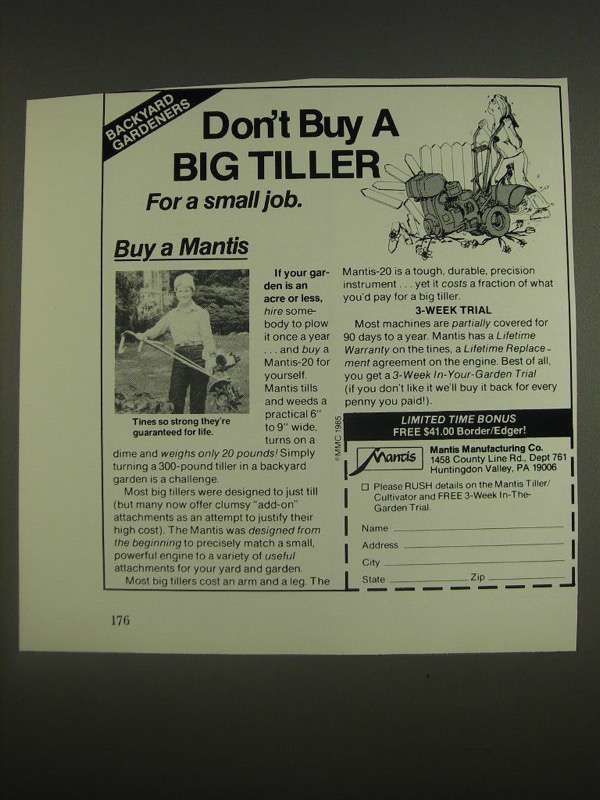 BACKYARD
GARDENERS
Don't Buy A
BIG TILLER
For a small job.
Buy a Mantis
Tines so strong they're
guaranteed for life.
If your gar-
den is an
acre or less,
hire some-
body to plow
it once a year
. . . and buy a
Mantis-20 for
yourself.
Mantis tills
and weeds a
practical 6"
to 9" wide,
turns on a
dime and weighs only 20 pounds! Simply
turning a 300-pound tiller in a backyard
garden is a challenge.
Most big tillers were designed to just till
(but many now offer clumsy "add-on"
attachments as an attempt to justify their
high cost). The Mantis was designed from
the beginning to precisely match a small,
powerful engine to a variety of useful
attachments for your yard and garden.
Most big tillers cost an arm and a leg. The
Mantis-20 is a tough, durable, precision
instrument . . . yet it costs a fraction of what
you'd pay for a big tiller.
3-WEEK TRIAL
Most machines are partially covered for
90 days to a year. Mantis has a Lifetime
Warranty on the tines, a Lifetime Replace-
ment agreement on the engine. Best of all,
you get a 3-Week In-Your-Garden Trial
(if you don't like it we'll buy it back for every
penny you paid!).
© MMC 1985
LIMITED TIME BONUS
FREE $41.00 Border/Edger!
Mantis
Mantis Manufacturing Co.
1458 County Line Rd., Dept 761
Huntingdon Valley, PA 19006
☐ Please RUSH details on the Mantis Tiller/
Cultivator and FREE 3-Week In-The-
Garden Trial.
Name
Address
City
State Zip
176